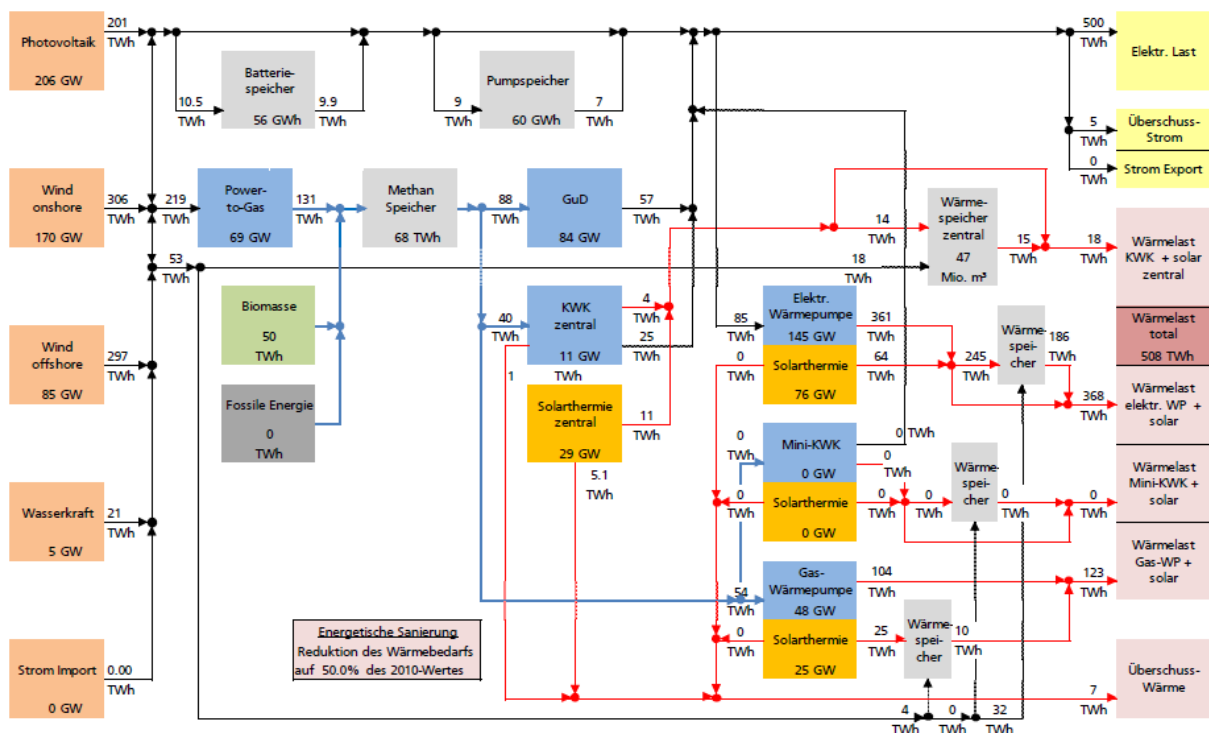 Photovoltaik
206 GW
201
TWh
Batterie-
speicher
56 GWh
10.5
TWh
9.9
TWh
Pumpspeicher
60 GWh
9
TWh
7
TWh
500
TWh
Elektr. Last
5
TWh
Überschuss-
Strom
0
TWh
Strom Export
Wind
onshore
170 GW
306
TWh
219
TWh
Power-
to-Gas
69 GW
131
TWh
Methan
Speicher
68 TWh
88
TWh
GuD
84 GW
57
TWh
53
TWh
14
TWh
18
TWh
Wärme-
speicher
zentral
47
Mio. m³
15
TWh
18
TWh
Wärmelast
KWK + solar
zentral
Biomasse
50
TWh
40
TWh
KWK
zentral
11 GW
4
TWh
25
TWh
1
TWh
85
TWh
Elektr.
Wärmepumpe
145 GW
361
TWh
0
TWh
Solarthermie
76 GW
64
TWh
245
TWh
Wärme-
spei-
cher
186
TWh
Wärmelast
total
508 TWh
368
TWh
Wärmelast
elektr. WP +
solar
Wind
offshore
85 GW
297
TWh
Fossile Energie
0
TWh
Solarthermie
zentral
29 GW
11
TWh
5.1
TWh
0
TWh
Mini-KWK
0 GW
0 TWh
0
TWh
0
TWh
Solarthermie
0 GW
0
TWh
0
TWh
Wärme-
spei-
cher
0
TWh
0
TWh
Wärmelast
Mini-KWK +
solar
Wasserkraft
5 GW
21
TWh
54
TWh
Gas-
Wärmepumpe
48 GW
104
TWh
123
TWh
Wärmelast
Gas-WP +
solar
0
TWh
Solarthermie
25 GW
25
TWh
Wärme-
spei-
cher
10
TWh
Energetische Sanierung
Reduktion des Wärmebedarfs
auf 50.0% des 2010-Wertes
Strom Import
0 GW
0.00
TWh
7
TWh
Überschuss-
Wärme
4
TWh
0
TWh
32
TWh